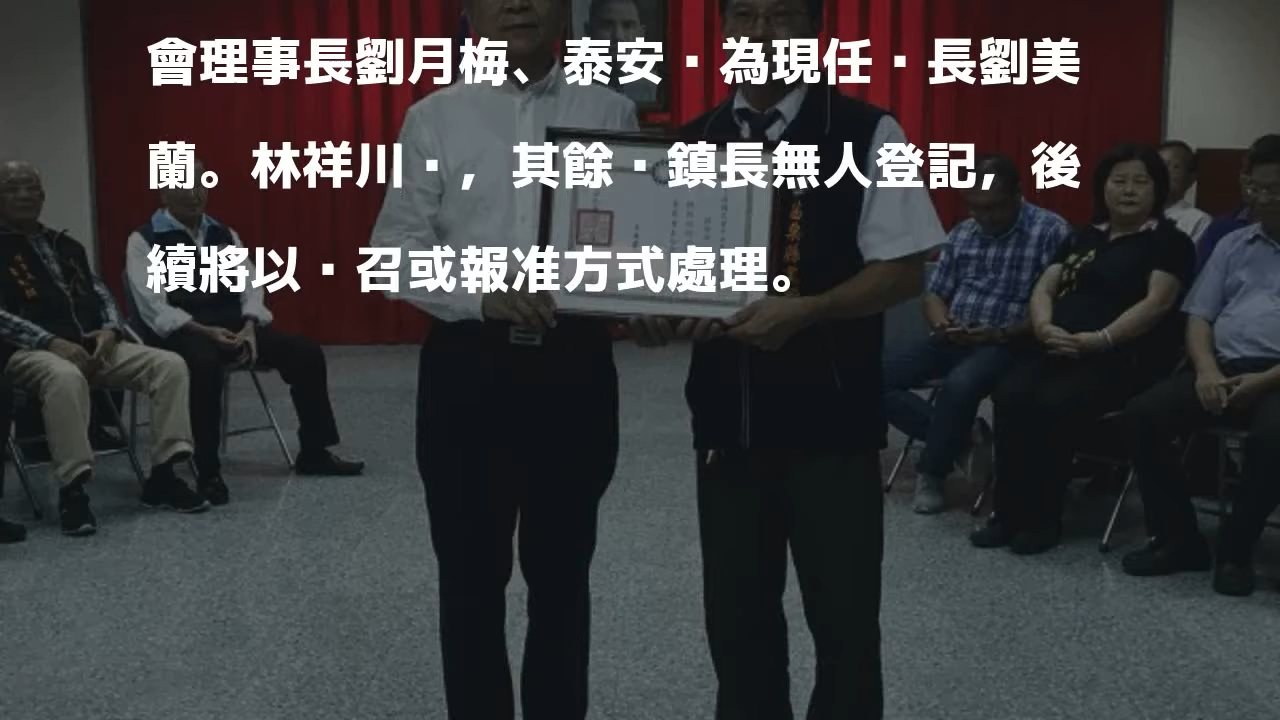 會理事長劉月梅、泰安▪為現任▪長劉美
蘭。林祥川▪，其餘▪鎮長無人登記，後
續將以▪召或報准方式處理。